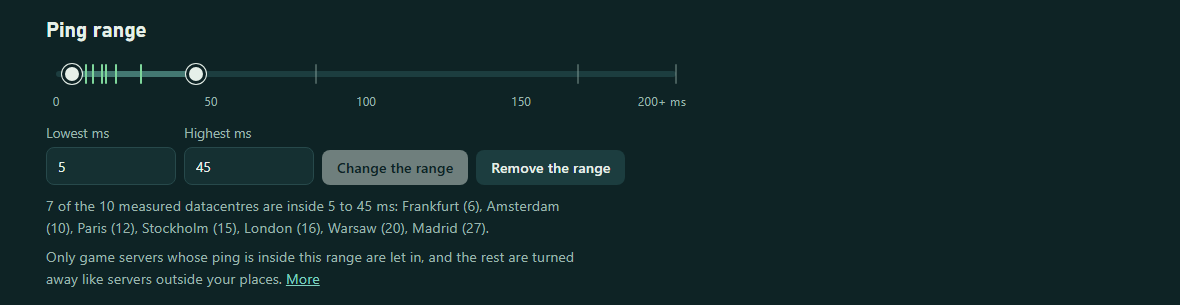 Ping range
0 50 100 150 200+ ms
Lowest ms Highest ms
5 45 Change the range Remove the range
7 of the 10 measured datacentres are inside 5 to 45 ms: Frankfurt (6), Amsterdam
(10), Paris (12), Stockholm (15), London (16), Warsaw (20), Madrid (27).
Only game servers whose ping is inside this range are let in, and the rest are turned
away like servers outside your places. More